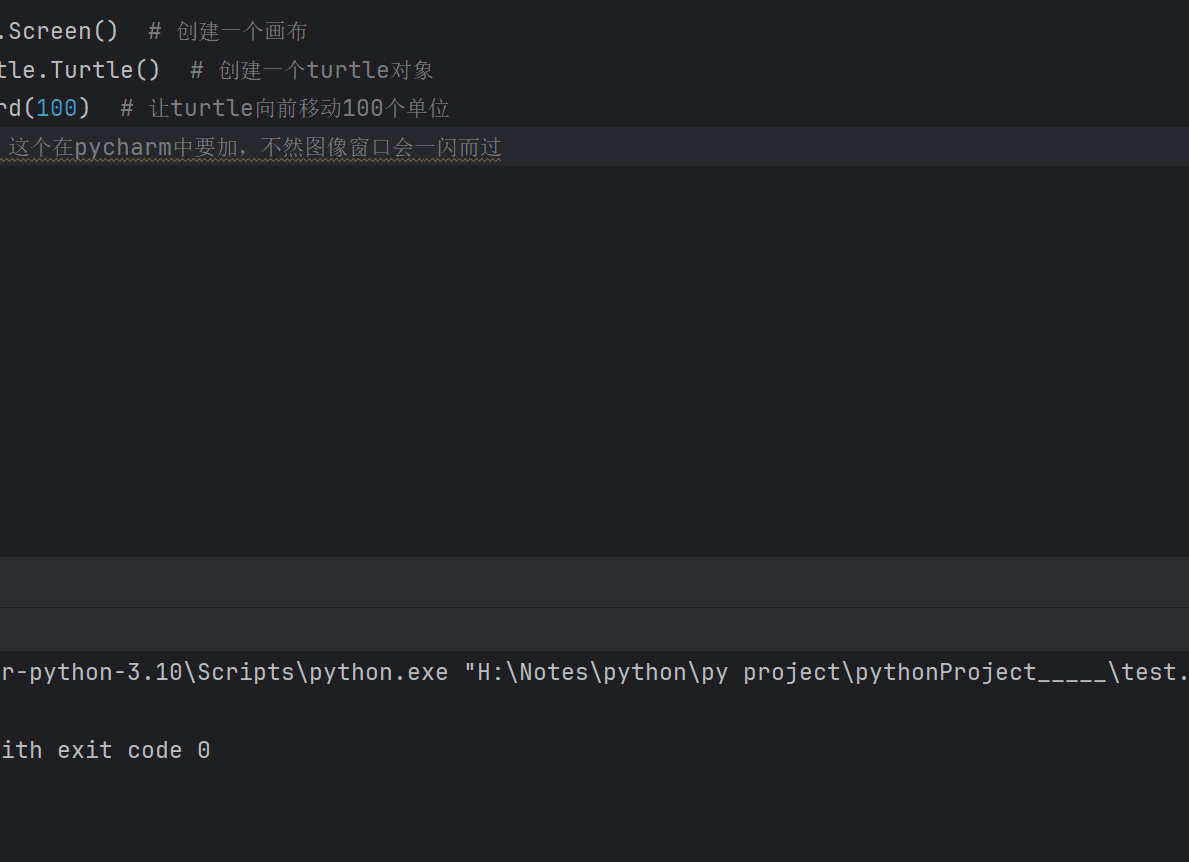 .Screen()  # 创建一个画布
tle.Turtle()  # 创建一个turtle对象
rd(100)  # 让turtle向前移动100个单位
这个在pycharm中要加，不然图像窗口会一闪而过
r-python-3.10\Scripts\python.exe "H:\Notes\python\py project\pythonProject_____\test.
ith exit code 0